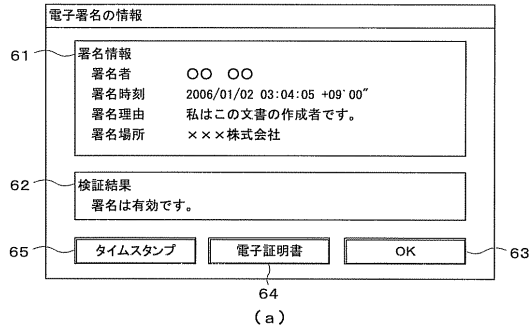 電子署名の情報
61
署名情報
署名者 ○○ ○○
署名時刻 2006/01/02 03:04:05 +09'00"
署名理由 私はこの文書の作成者です。
署名場所 ×××株式会社
62
検証結果
署名は有効です。
65 タイムスタンプ 電子証明書 OK 63
64
(a)